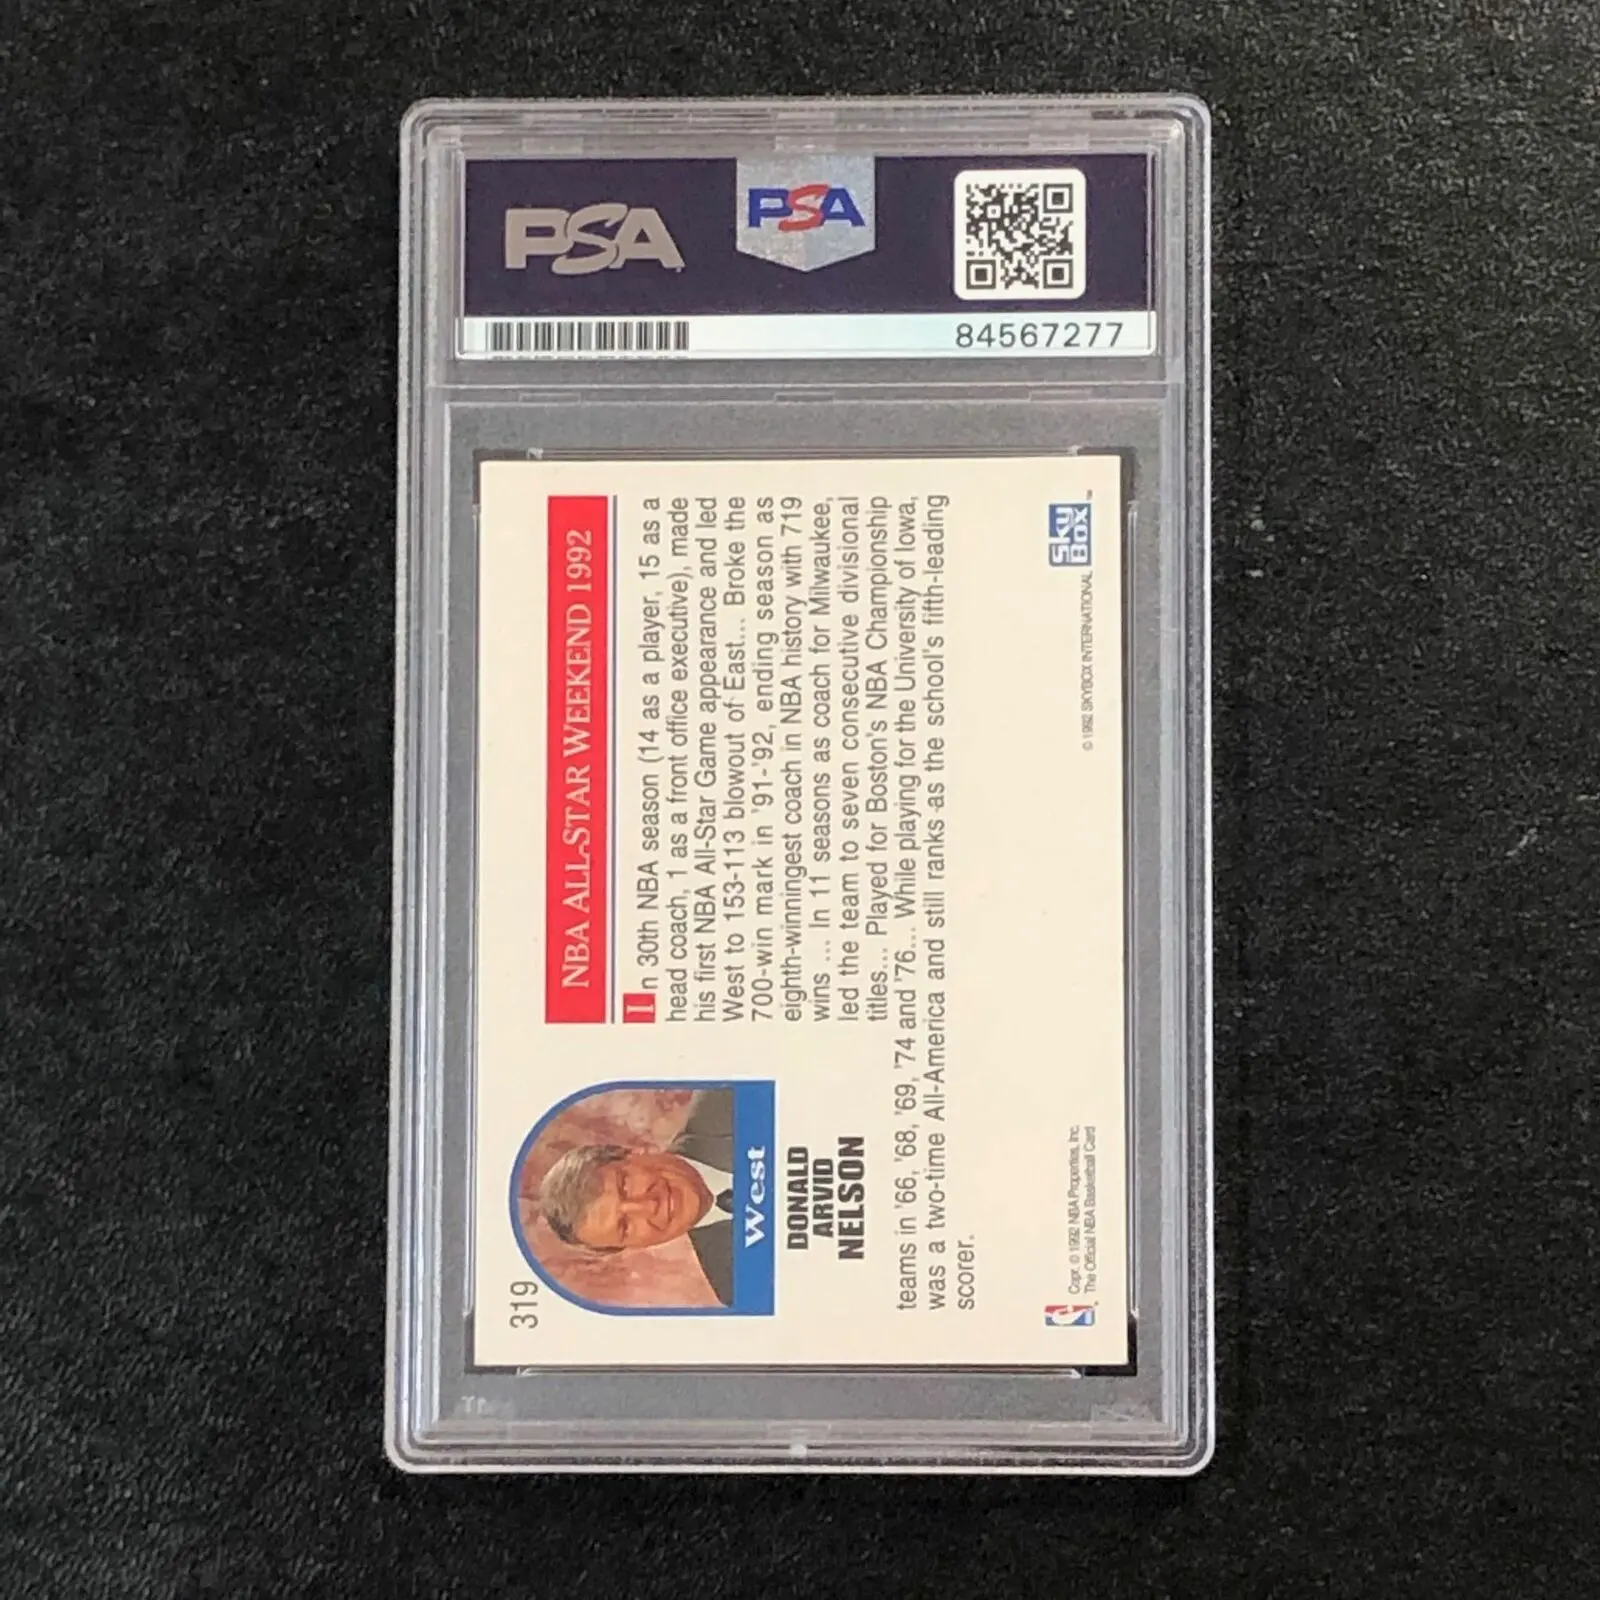 PSA
PSA
84567277
319
NBA ALL-STAR WEEKEND 1992
West
DONALD
ARVID
NELSON
In 30th NBA season (14 as a player, 15 as a
head coach, 1 as a front office executive), made
his first NBA All-Star Game appearance and led
West to 153-113 blowout of East... Broke the
700-win mark in '91-'92, ending season as
eighth-winningest coach in NBA history with 719
wins ... In 11 seasons as coach for Milwaukee,
led the team to seven consecutive divisional
titles... Played for Boston's NBA Championship
teams in '66, '68, '69, '74 and '76... While playing for the University of Iowa,
was a two-time All-America and still ranks as the school's fifth-leading
scorer.
Copr. © 1992 NBA Properties, Inc.
The Official NBA Basketball Card
© 1992 SKYBOX INTERNATIONAL
Sky
Box
™